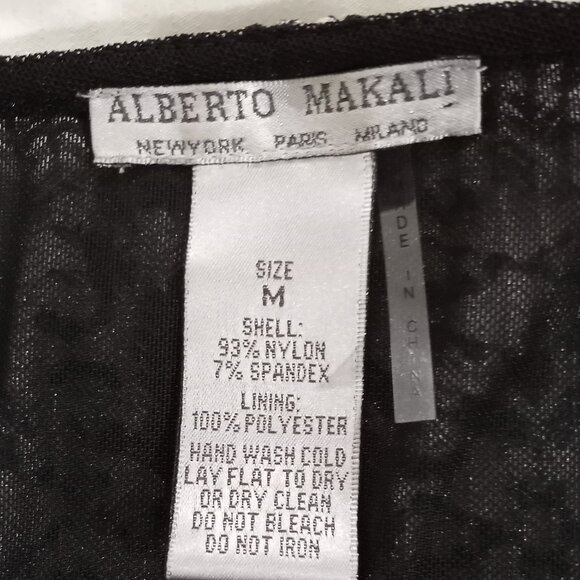 ALBERTO MAKALI
NEWYORK PARIS MILANO
SIZE
M
SHELL:
93% NYLON
7% SPANDEX
LINING:
100% POLYESTER
HAND WASH COLD
LAY FLAT TO DRY
OR DRY CLEAN
DO NOT BLEACH
DO NOT IRON
MADE IN CHINA